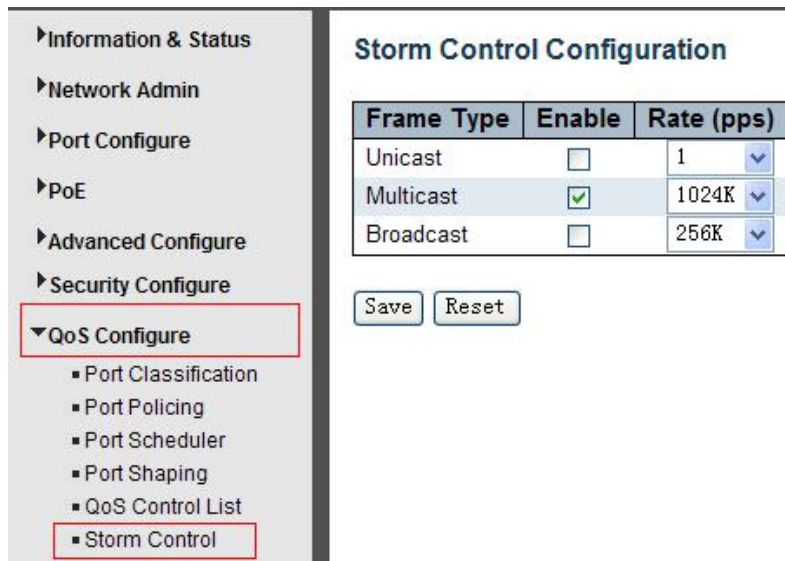 Information & Status
Network Admin
Port Configure
PoE
Advanced Configure
Security Configure
QoS Configure
Port Classification
Port Policing
Port Scheduler
Port Shaping
QoS Control List
Storm Control
Storm Control Configuration
Frame Type Enable Rate (pps)
Unicast 1
Multicast 1024K
Broadcast 256K
Save Reset